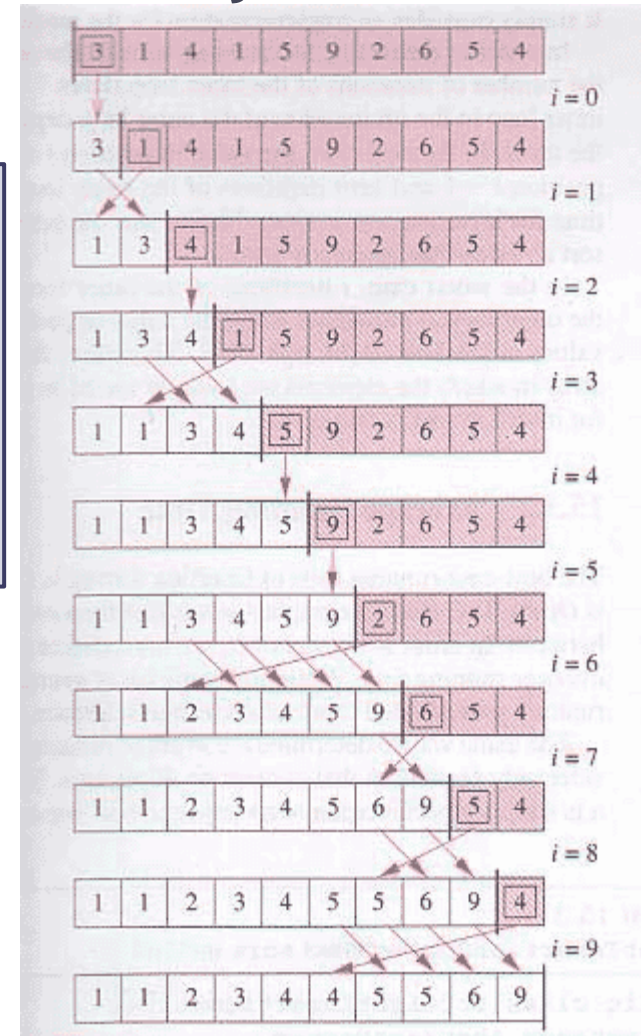 3 1 4 1 5 9 2 6 5 4
i = 0
3 1 4 1 5 9 2 6 5 4
i = 1
1 3 4 1 5 9 2 6 5 4
i = 2
1 3 4 1 5 9 2 6 5 4
i = 3
1 1 3 4 5 9 2 6 5 4
i = 4
1 1 3 4 5 9 2 6 5 4
i = 5
1 1 3 4 5 9 2 6 5 4
i = 6
1 1 2 3 4 5 9 6 5 4
i = 7
1 1 2 3 4 5 6 9 5 4
i = 8
1 1 2 3 4 5 5 6 9 4
i = 9
1 1 2 3 4 4 5 5 6 9